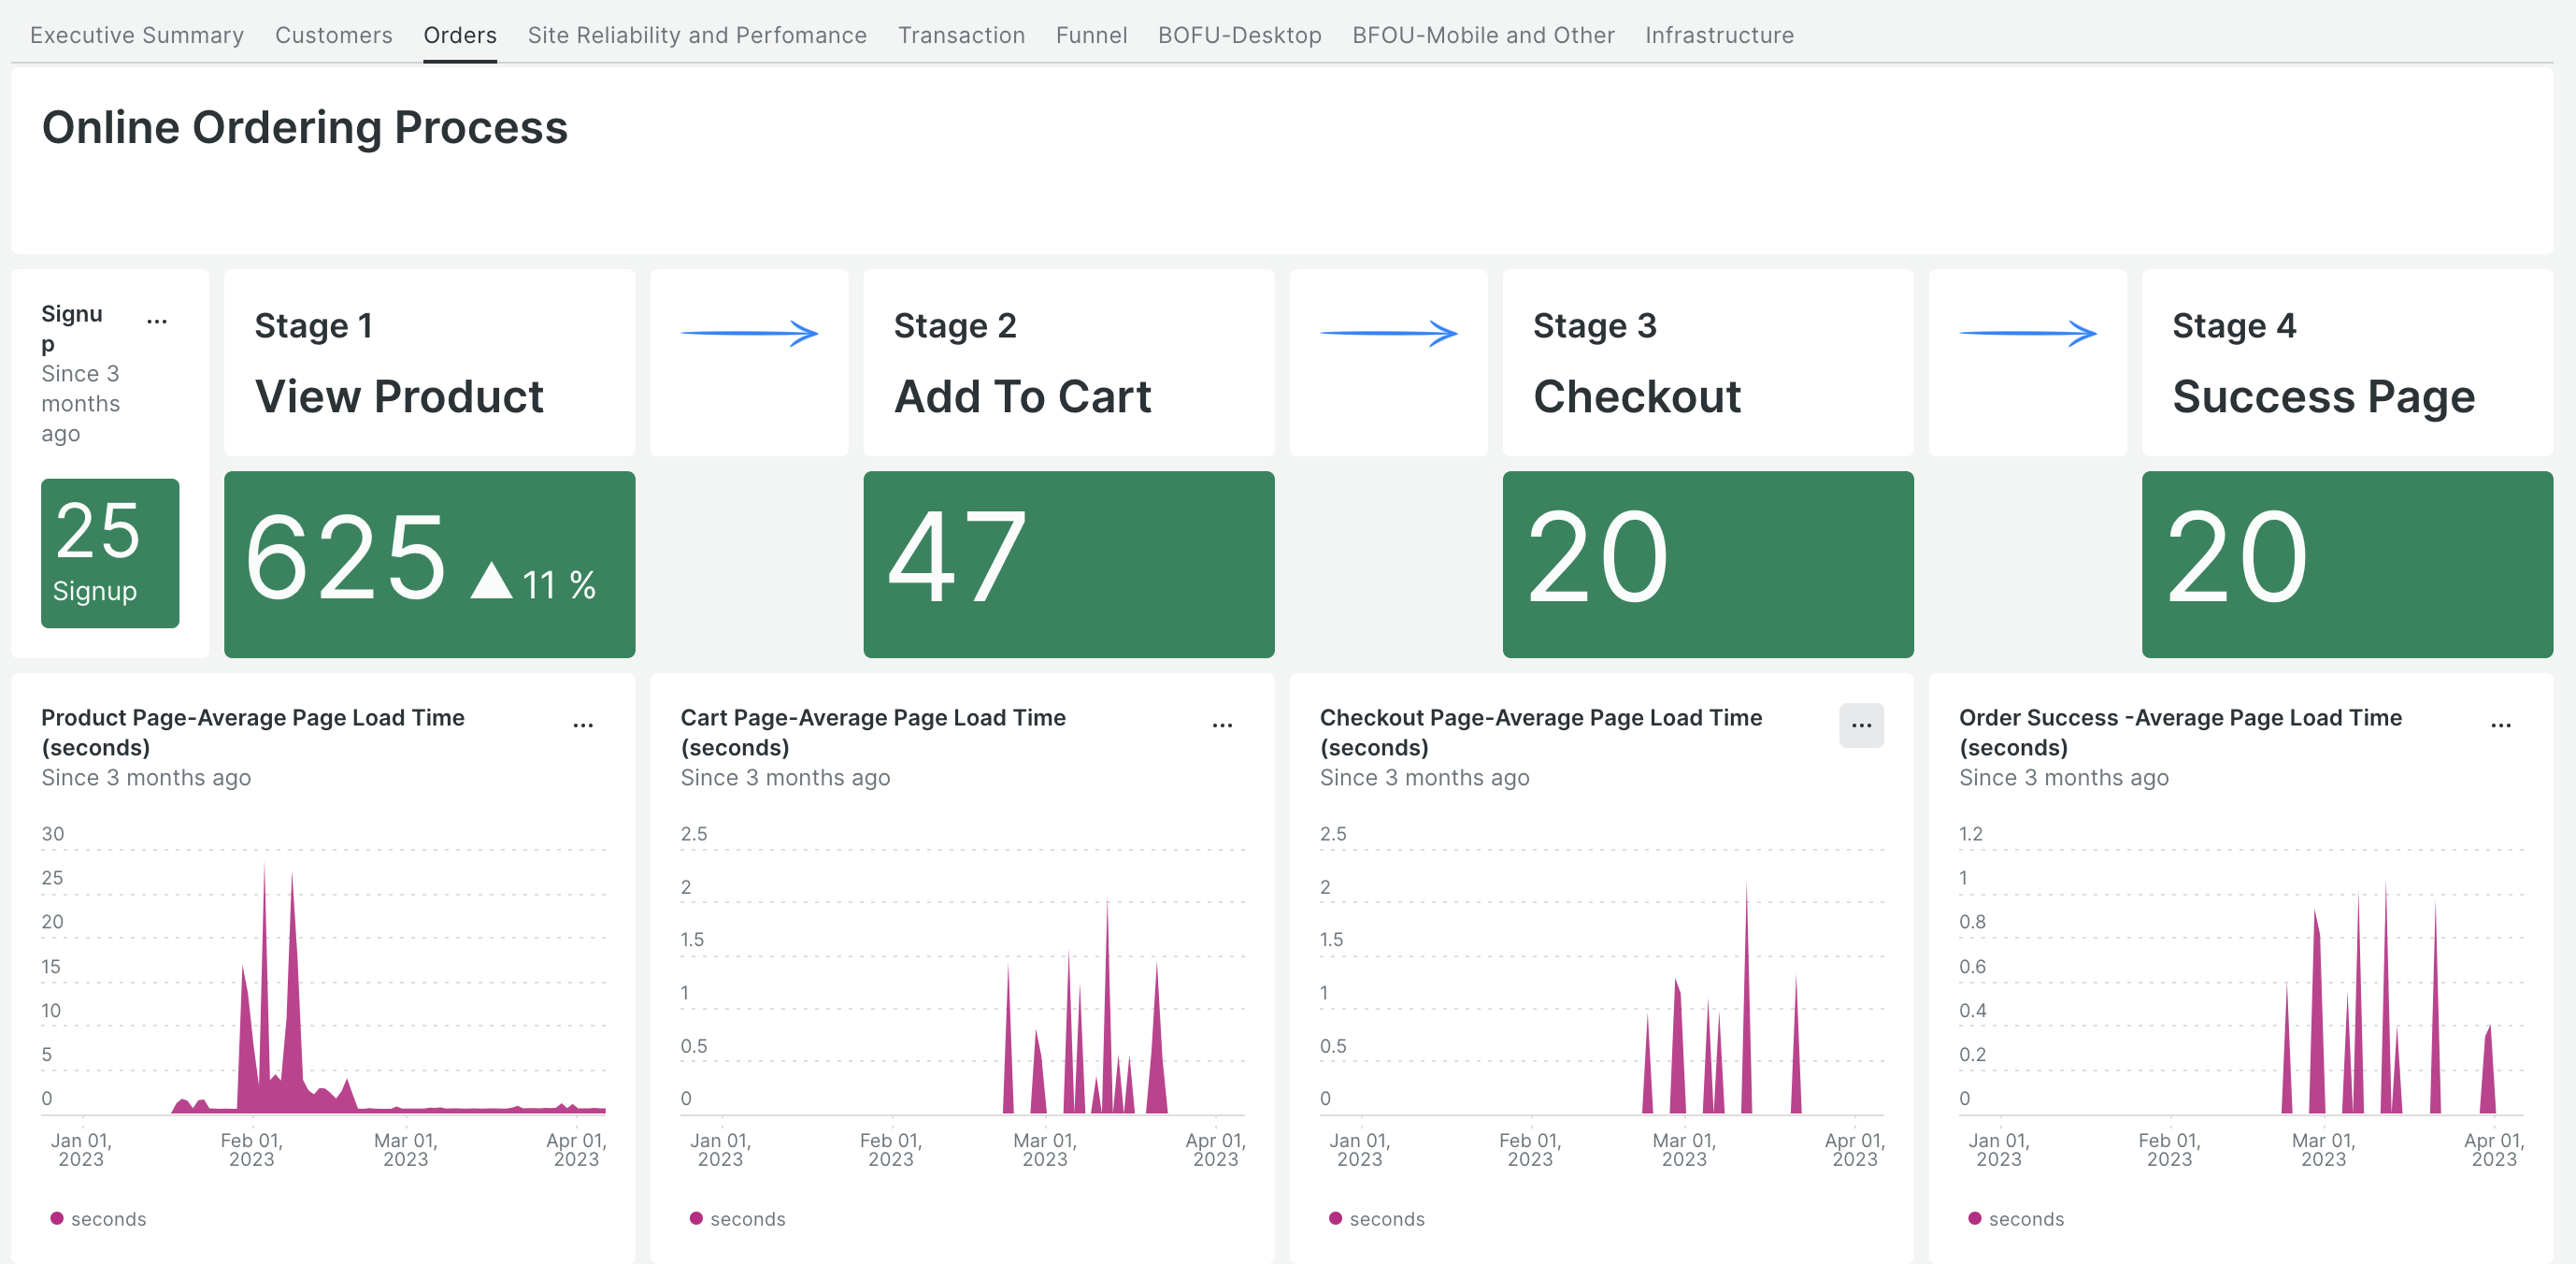 Executive Summary Customers Orders Site Reliability and Perfomance Transaction Funnel BOFU-Desktop BFOU-Mobile and Other Infrastructure
Online Ordering Process
Signu
p
Since 3
months
ago
25
Signup
Stage 1
View Product
625 ▲ 11 %
Stage 2
Add To Cart
47
Stage 3
Checkout
20
Stage 4
Success Page
20
Product Page-Average Page Load Time
(seconds)
Since 3 months ago
30
25
20
15
10
5
0
Jan 01, Feb 01, Mar 01, Apr 01,
2023 2023 2023 2023
seconds
Cart Page-Average Page Load Time
(seconds)
Since 3 months ago
2.5
2
1.5
1
0.5
0
Jan 01, Feb 01, Mar 01, Apr 01,
2023 2023 2023 2023
seconds
Checkout Page-Average Page Load Time
(seconds)
Since 3 months ago
2.5
2
1.5
1
0.5
0
Jan 01, Feb 01, Mar 01, Apr 01,
2023 2023 2023 2023
seconds
Order Success -Average Page Load Time
(seconds)
Since 3 months ago
1.2
1
0.8
0.6
0.4
0.2
0
Jan 01, Feb 01, Mar 01, Apr 01,
2023 2023 2023 2023
seconds